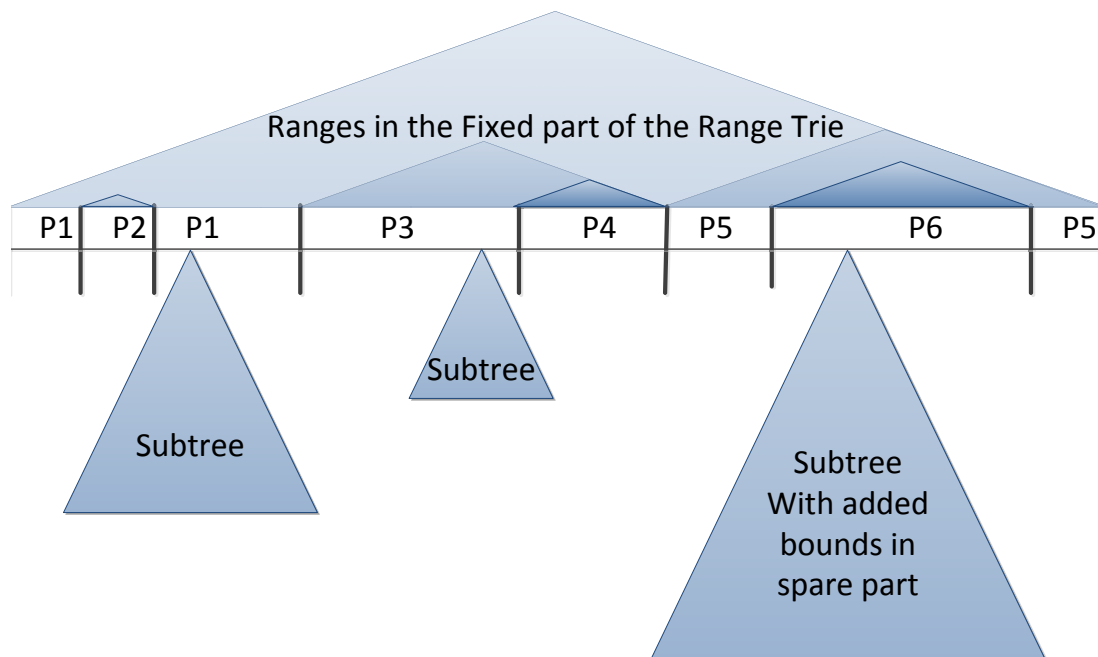 Ranges in the Fixed part of the Range Trie
P1 P2 P1 P3 P4 P5 P6 P5
Subtree
Subtree
Subtree
With added
bounds in
spare part